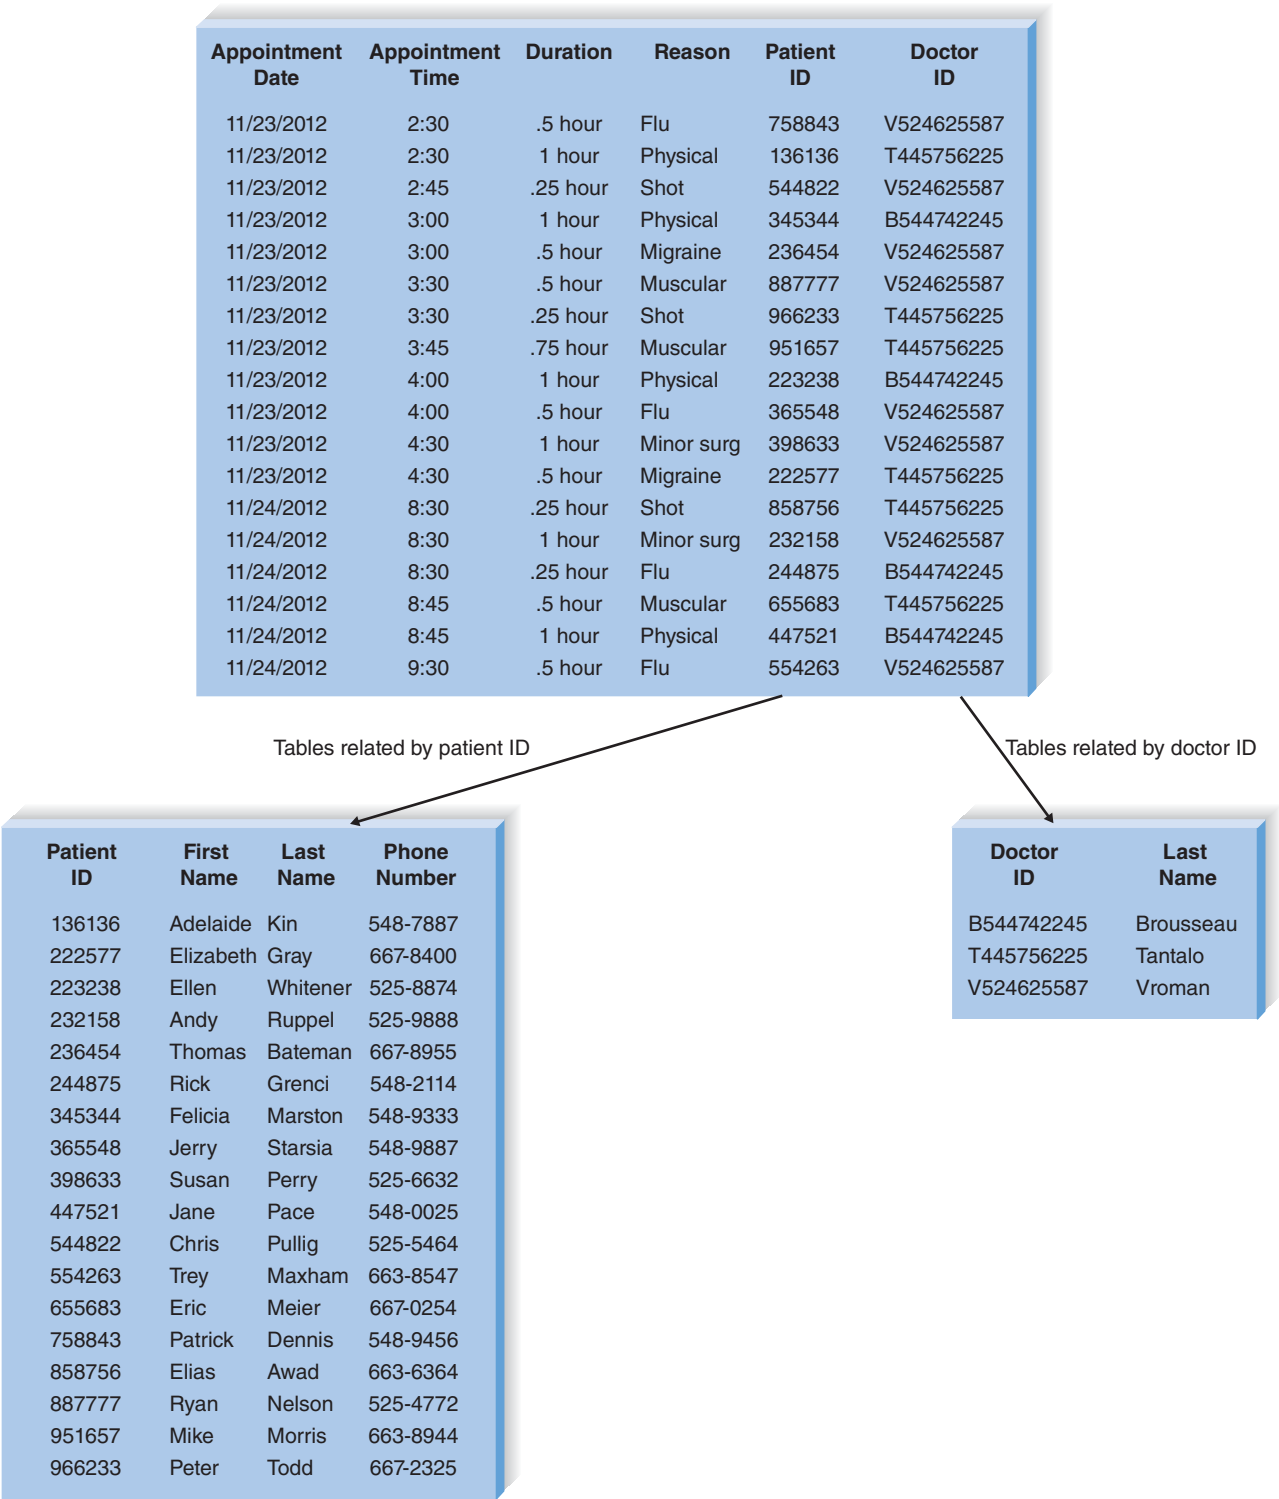 Appointment Date Appointment Time Duration Reason Patient ID Doctor ID
11/23/2012 2:30 .5 hour Flu 758843 V524625587
11/23/2012 2:30 1 hour Physical 136136 T445756225
11/23/2012 2:45 .25 hour Shot 544822 V524625587
11/23/2012 3:00 1 hour Physical 345344 B544742245
11/23/2012 3:00 .5 hour Migraine 236454 V524625587
11/23/2012 3:30 .5 hour Muscular 887777 V524625587
11/23/2012 3:30 .25 hour Shot 966233 T445756225
11/23/2012 3:45 .75 hour Muscular 951657 T445756225
11/23/2012 4:00 1 hour Physical 223238 B544742245
11/23/2012 4:00 .5 hour Flu 365548 V524625587
11/23/2012 4:30 1 hour Minor surg 398633 V524625587
11/23/2012 4:30 .5 hour Migraine 222577 T445756225
11/24/2012 8:30 .25 hour Shot 858756 T445756225
11/24/2012 8:30 1 hour Minor surg 232158 V524625587
11/24/2012 8:30 .25 hour Flu 244875 B544742245
11/24/2012 8:45 .5 hour Muscular 655683 T445756225
11/24/2012 8:45 1 hour Physical 447521 B544742245
11/24/2012 9:30 .5 hour Flu 554263 V524625587
Tables related by patient ID
Tables related by doctor ID
Patient ID First Name Last Name Phone Number
136136 Adelaide Kin 548-7887
222577 Elizabeth Gray 667-8400
223238 Ellen Whitener 525-8874
232158 Andy Ruppel 525-9888
236454 Thomas Bateman 667-8955
244875 Rick Grenci 548-2114
345344 Felicia Marston 548-9333
365548 Jerry Starsia 548-9887
398633 Susan Perry 525-6632
447521 Jane Pace 548-0025
544822 Chris Pullig 525-5464
554263 Trey Maxham 663-8547
655683 Eric Meier 667-0254
758843 Patrick Dennis 548-9456
858756 Elias Awad 663-6364
887777 Ryan Nelson 525-4772
951657 Mike Morris 663-8944
966233 Peter Todd 667-2325
Doctor ID Last Name
B544742245 Brousseau
T445756225 Tantalo
V524625587 Vroman